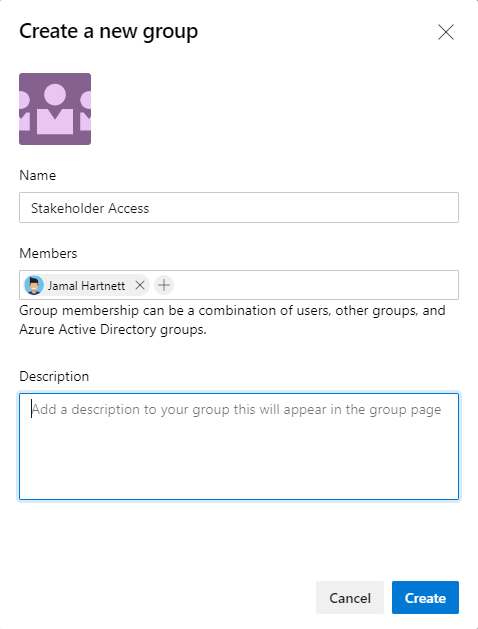 Create a new group
Name
Stakeholder Access
Members
Jamal Hartnett
Group membership can be a combination of users, other groups, and
Azure Active Directory groups.
Description
Add a description to your group this will appear in the group page
Cancel
Create